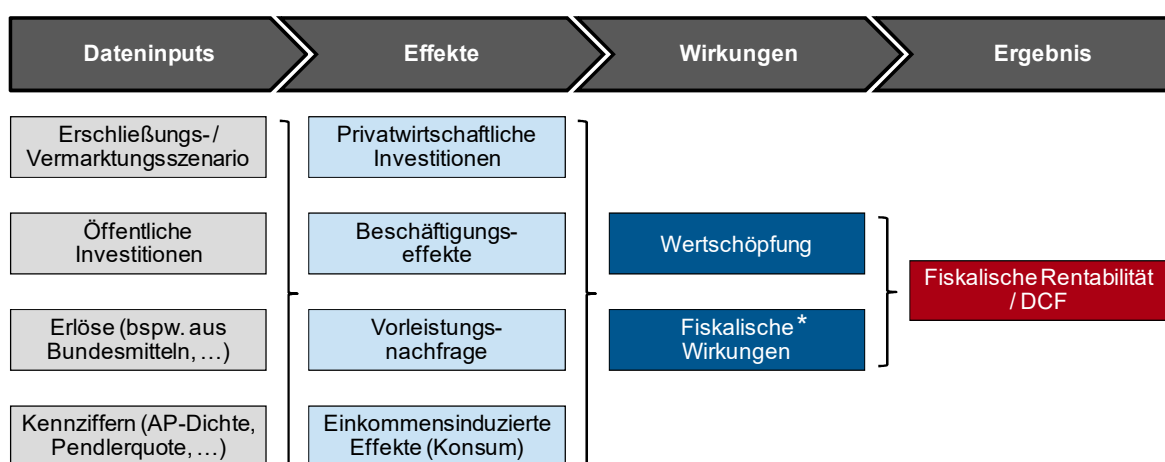 Dateninputs
Effekte
Wirkungen
Ergebnis
Erschließungs- /
Vermarktungsszenario
Öffentliche
Investitionen
Erlöse (bspw. aus
Bundesmitteln, …)
Kennziffern (AP-Dichte,
Pendlerquote, …)
Privatwirtschaftliche
Investitionen
Beschäftigungs-
effekte
Vorleistungs-
nachfrage
Einkommensinduzierte
Effekte (Konsum)
Wertschöpfung
Fiskalische *
Wirkungen
Fiskalische Rentabilität
/ DCF